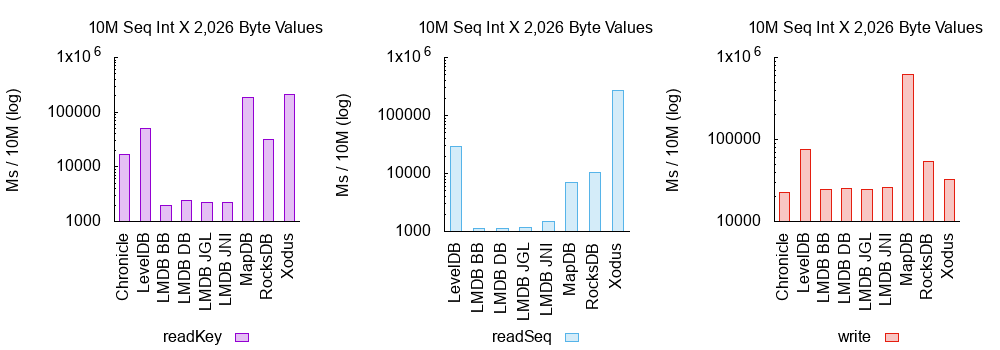 10M Seq Int X 2,026 Byte Values
Ms / 10M (log)
1x10^6
100000
10000
1000
Chronicle
LevelDB
LMDB BB
LMDB DB
LMDB JGL
LMDB JNI
MapDB
RocksDB
Xodus
readKey
10M Seq Int X 2,026 Byte Values
Ms / 10M (log)
1x10^6
100000
10000
1000
LevelDB
LMDB BB
LMDB DB
LMDB JGL
LMDB JNI
MapDB
RocksDB
Xodus
readSeq
10M Seq Int X 2,026 Byte Values
Ms / 10M (log)
1x10^6
100000
10000
Chronicle
LevelDB
LMDB BB
LMDB DB
LMDB JGL
LMDB JNI
MapDB
RocksDB
Xodus
write